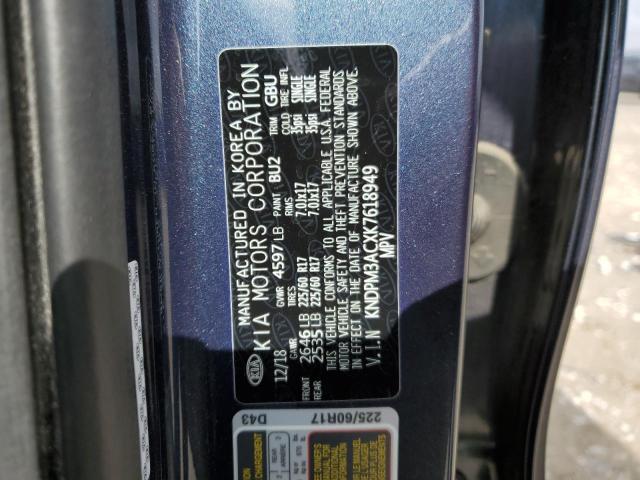 KIA
MANUFACTURED IN KOREA BY
KIA MOTORS CORPORATION
12/18 GVWR 4597 LB PAINT BU2 TRIM GBU
GAWR TIRES RIMS COLD TIRE INFL
FRONT 2646 LB 225/60 R17 7.0Jx17 35psi SINGLE
REAR 2535 LB 225/60 R17 7.0Jx17 35psi SINGLE
THIS VEHICLE CONFORMS TO ALL APPLICABLE U.S.A. FEDERAL
MOTOR VEHICLE SAFETY AND THEFT PREVENTION STANDARDS
IN EFFECT ON THE DATE OF MANUFACTURE SHOWN ABOVE.
V.I.N KNDPM3ACXK7618949
MPV
D43
225/60R17
REAR
ARRIÈRE